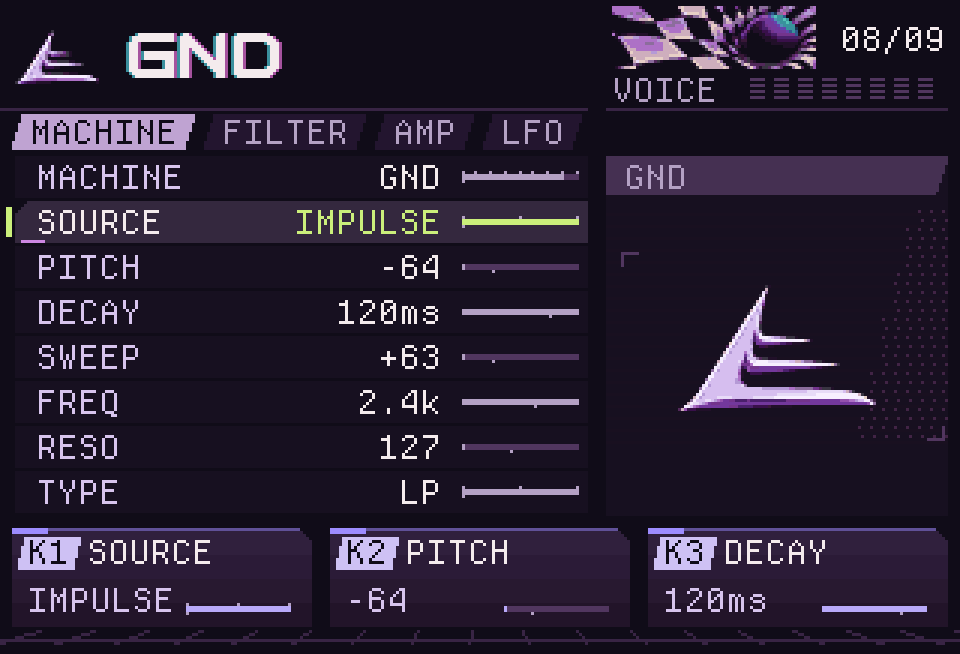 GND
08/09
VOICE
MACHINE FILTER AMP LFO
MACHINE GND
GND
SOURCE IMPULSE
PITCH -64
DECAY 120ms
SWEEP +63
FREQ 2.4k
RESO 127
TYPE LP
K1 SOURCE
IMPULSE
K2 PITCH
-64
K3 DECAY
120ms